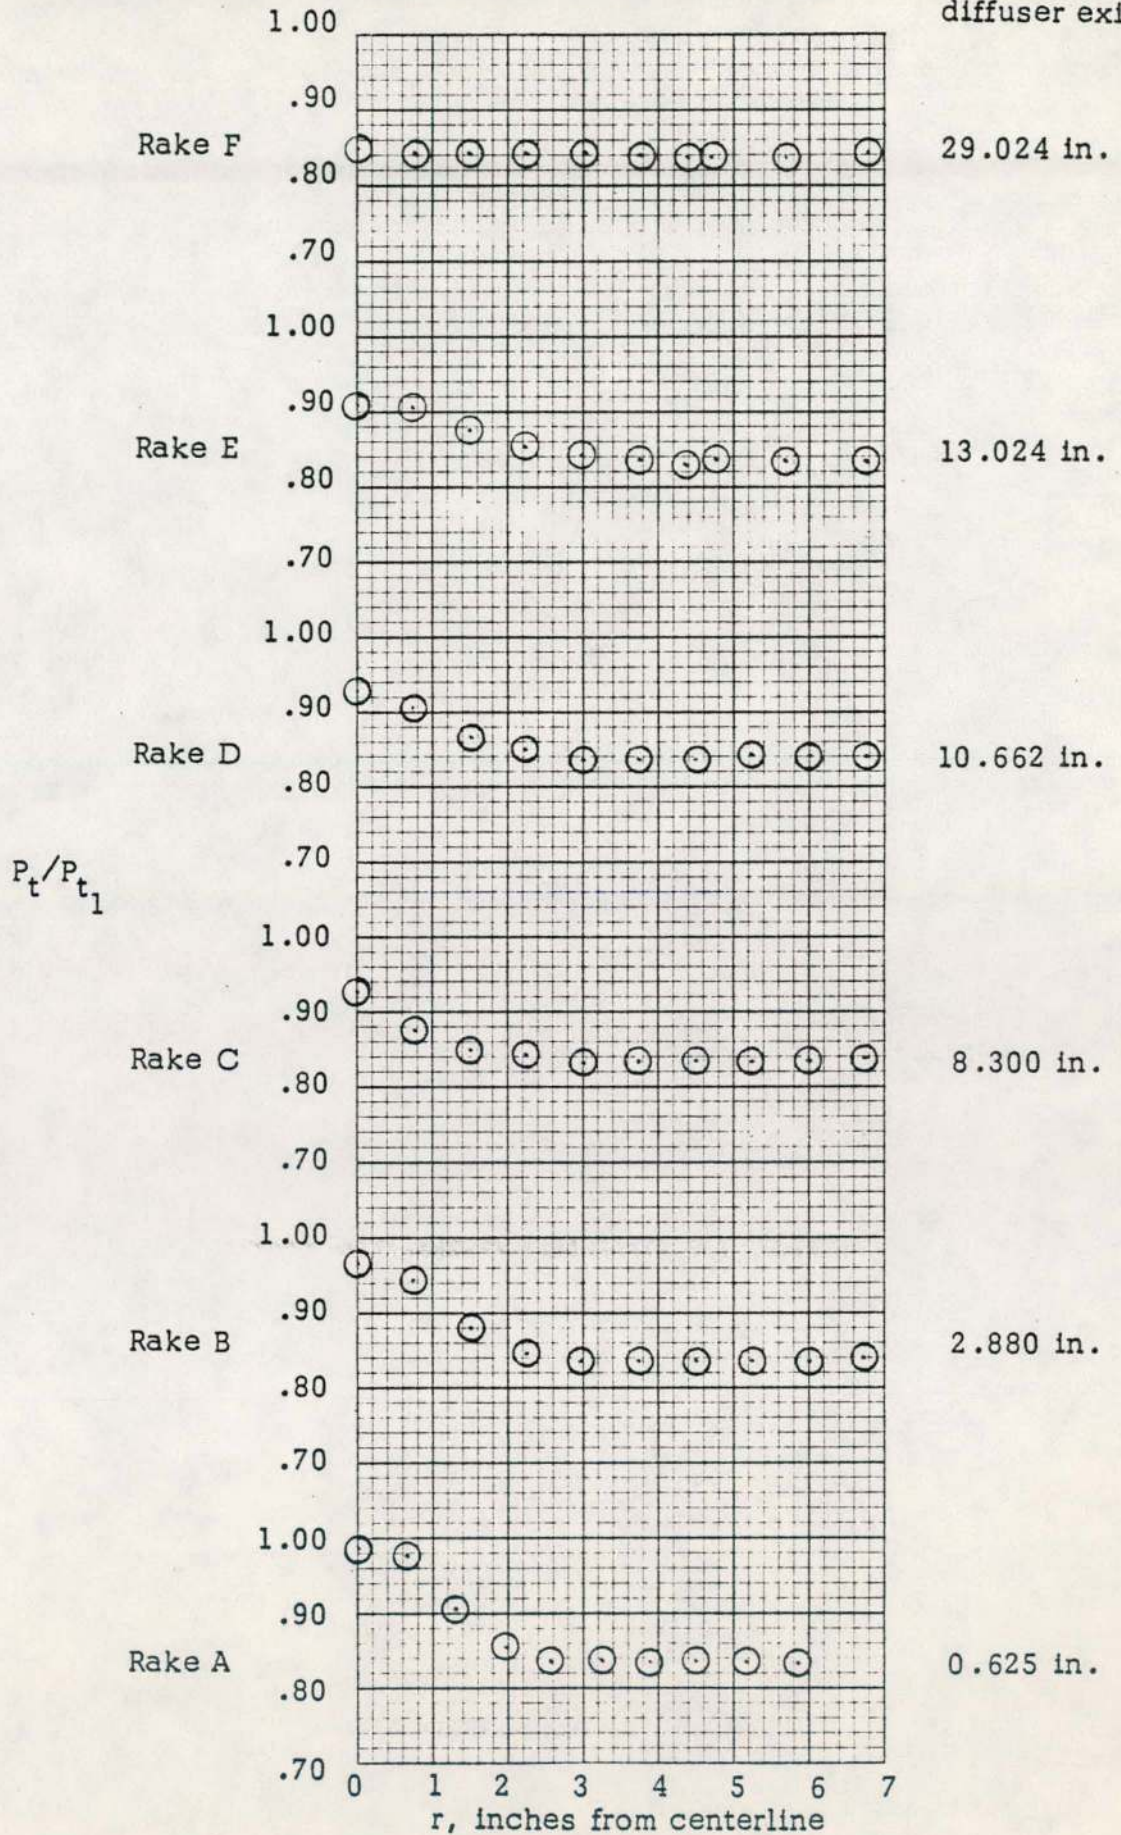 diffuser exi
1.00
.90
Rake F
29.024 in.
.80
.70
1.00
.90
Rake E
13.024 in.
.80
.70
1.00
.90
Rake D
10.662 in.
.80
.70
Pt/Pt1
1.00
.90
Rake C
8.300 in.
.80
.70
1.00
.90
Rake B
2.880 in.
.80
.70
1.00
.90
Rake A
0.625 in.
.80
.70
0 1 2 3 4 5 6 7
r, inches from centerline